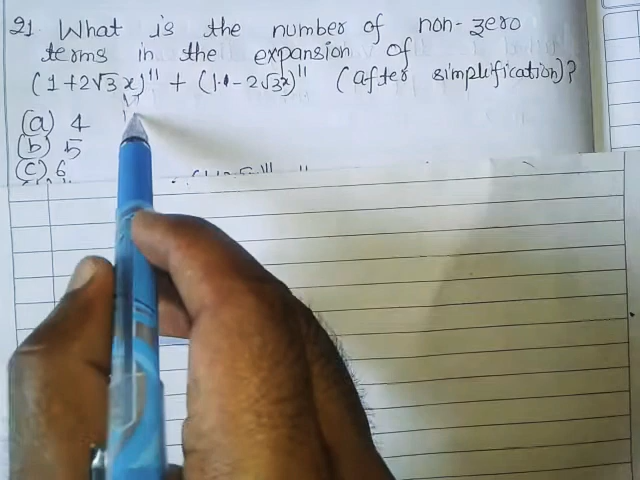 21. What is the number of non-zero
terms in the expansion of
(1+2√3x)¹¹ + (1-2√3x)¹¹ (after simplification)?
(a) 4
(b) 5
(c) 6